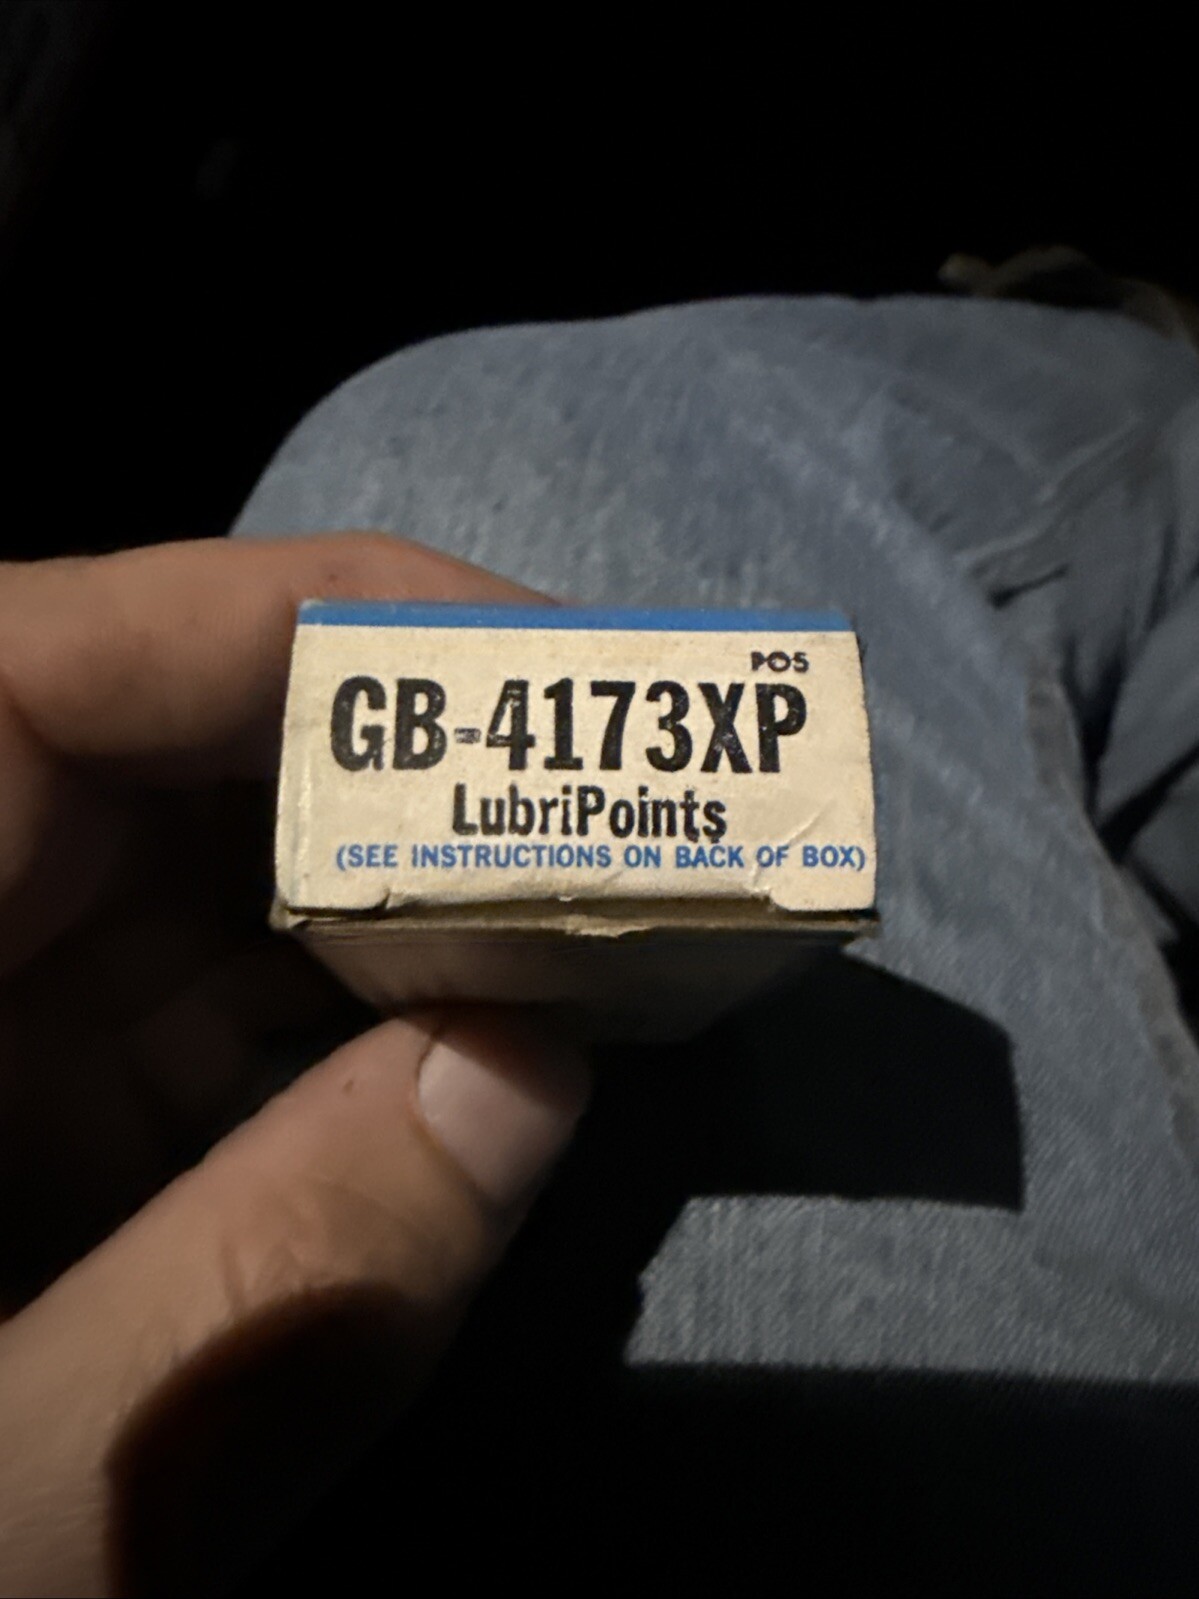 PO5
GB-4173XP
LubriPoints
(SEE INSTRUCTIONS ON BACK OF BOX)